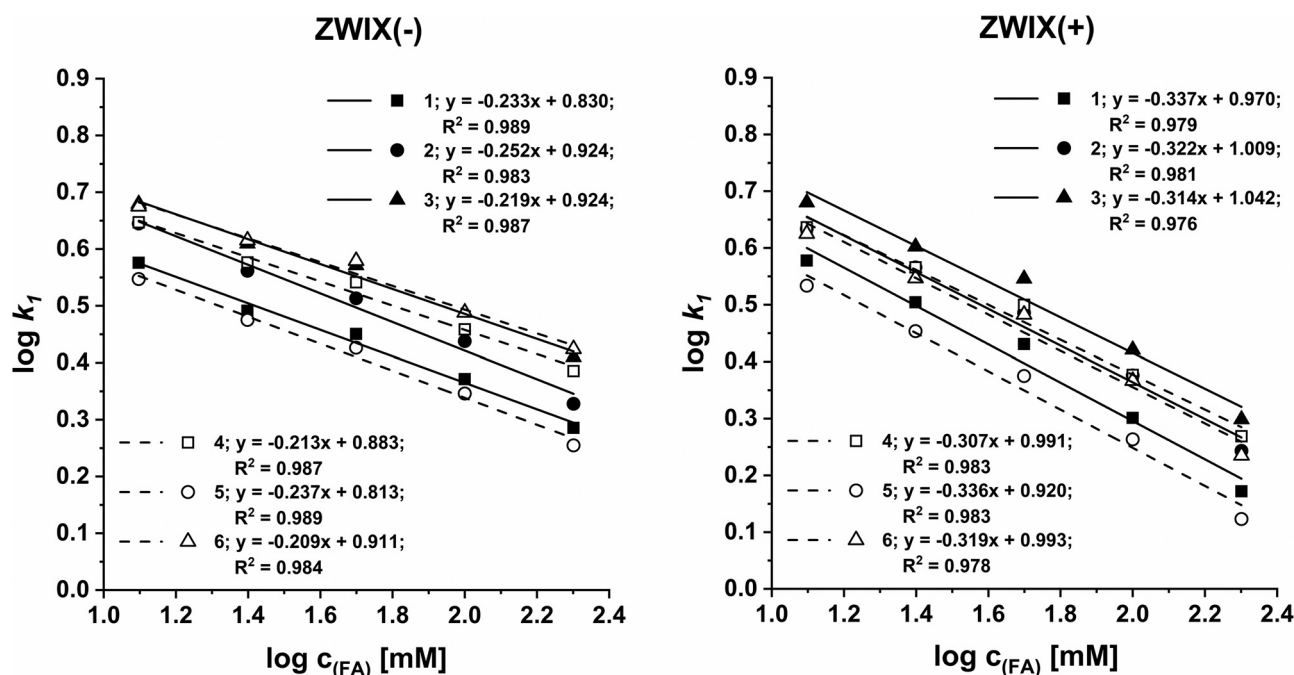 ZWIX(-)
0.9
0.8
0.7
0.6
0.5
0.4
0.3
0.2
0.1
0.0
log k1
1; y = -0.233x + 0.830;
R² = 0.989
2; y = -0.252x + 0.924;
R² = 0.983
3; y = -0.219x + 0.924;
R² = 0.987
4; y = -0.213x + 0.883;
R² = 0.987
5; y = -0.237x + 0.813;
R² = 0.989
6; y = -0.209x + 0.911;
R² = 0.984
1.0 1.2 1.4 1.6 1.8 2.0 2.2 2.4
log c(FA) [mM]
ZWIX(+)
0.9
0.8
0.7
0.6
0.5
0.4
0.3
0.2
0.1
0.0
log k1
1; y = -0.337x + 0.970;
R² = 0.979
2; y = -0.322x + 1.009;
R² = 0.981
3; y = -0.314x + 1.042;
R² = 0.976
4; y = -0.307x + 0.991;
R² = 0.983
5; y = -0.336x + 0.920;
R² = 0.983
6; y = -0.319x + 0.993;
R² = 0.978
1.0 1.2 1.4 1.6 1.8 2.0 2.2 2.4
log c(FA) [mM]